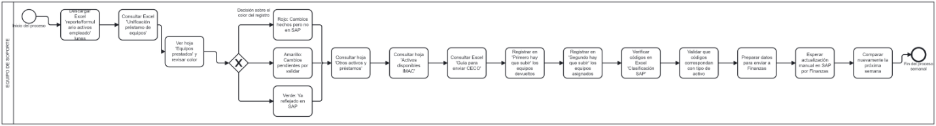 EQUIPO DE SOPORTE
Inicio del proceso
Descargar
Excel
'reporteformul
ario activos
empleado'
lunes
Consultar Excel
'Unificación
préstamo de
equipos'
Ver hoja
'Equipos
prestados' y
revisar color
Decisión sobre el
color del registro
Rojo: Cambios
hechos pero no
en SAP
Amarillo:
Cambios
pendientes por
validar
Verde: Ya
reflejado en
SAP
Consultar hoja
'Otros activos y
préstamos'
Consultar hoja
'Activos
disponibles
IMAC'
Consultar Excel
'Guía para
enviar CECO'
Registrar en
'Primero hay
que subir' los
equipos
devueltos
Registrar en
'Segundo hay
que subir' los
equipos
asignados
Verificar
códigos en
Excel
'Clasificación
SAP'
Validar que
códigos
correspondan
con tipo de
activo
Preparar datos
para enviar a
Finanzas
Esperar
actualización
manual en SAP
por Finanzas
Comparar
nuevamente la
próxima
semana
Fin del proceso
semanal